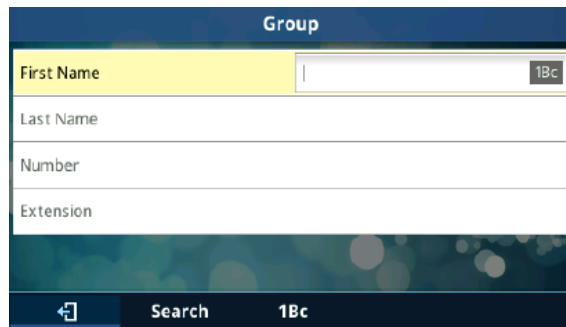 Group
First Name 1Bc
Last Name
Number
Extension
Search 1Bc